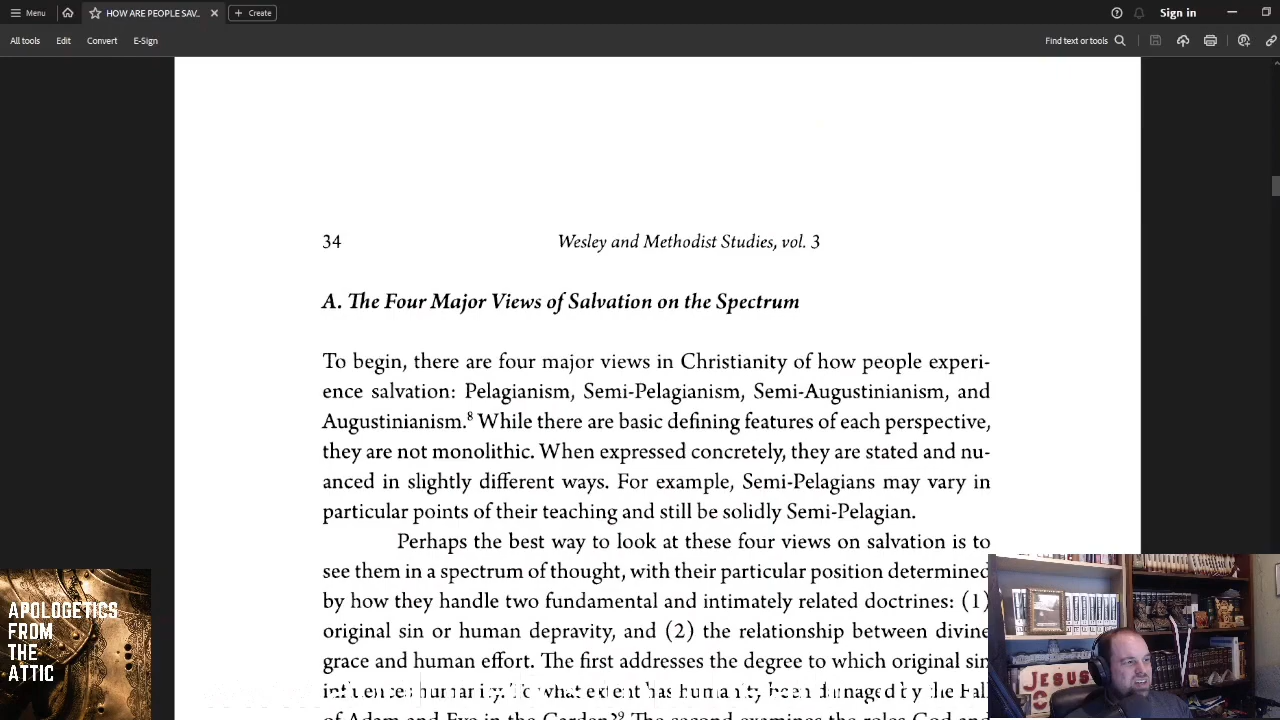 Menu
HOW ARE PEOPLE SAV...
Create
Sign in
All tools Edit Convert E-Sign
Find text or tools
34 Wesley and Methodist Studies, vol. 3
A. The Four Major Views of Salvation on the Spectrum
To begin, there are four major views in Christianity of how people experi-
ence salvation: Pelagianism, Semi-Pelagianism, Semi-Augustinianism, and
Augustinianism.⁸ While there are basic defining features of each perspective,
they are not monolithic. When expressed concretely, they are stated and nu-
anced in slightly different ways. For example, Semi-Pelagians may vary in
particular points of their teaching and still be solidly Semi-Pelagian.
Perhaps the best way to look at these four views on salvation is to
see them in a spectrum of thought, with their particular position determined
by how they handle two fundamental and intimately related doctrines: (1)
original sin or human depravity, and (2) the relationship between divine
grace and human effort. The first addresses the degree to which original sin
influences humanity. To what extent has humanity been damaged by the Fall
of Adam and Eve in the Garden?⁹ The second examines the roles God and
APOLOGETICS
FROM
THE
ATTIC
JESUS